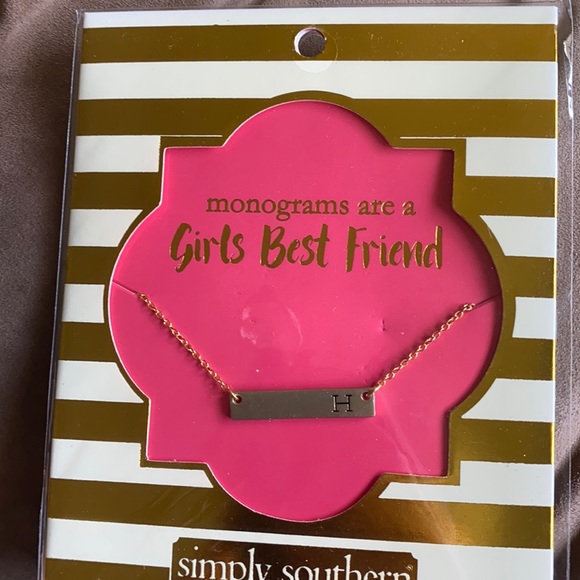 monograms are a
Girls Best Friend
H
simply southern